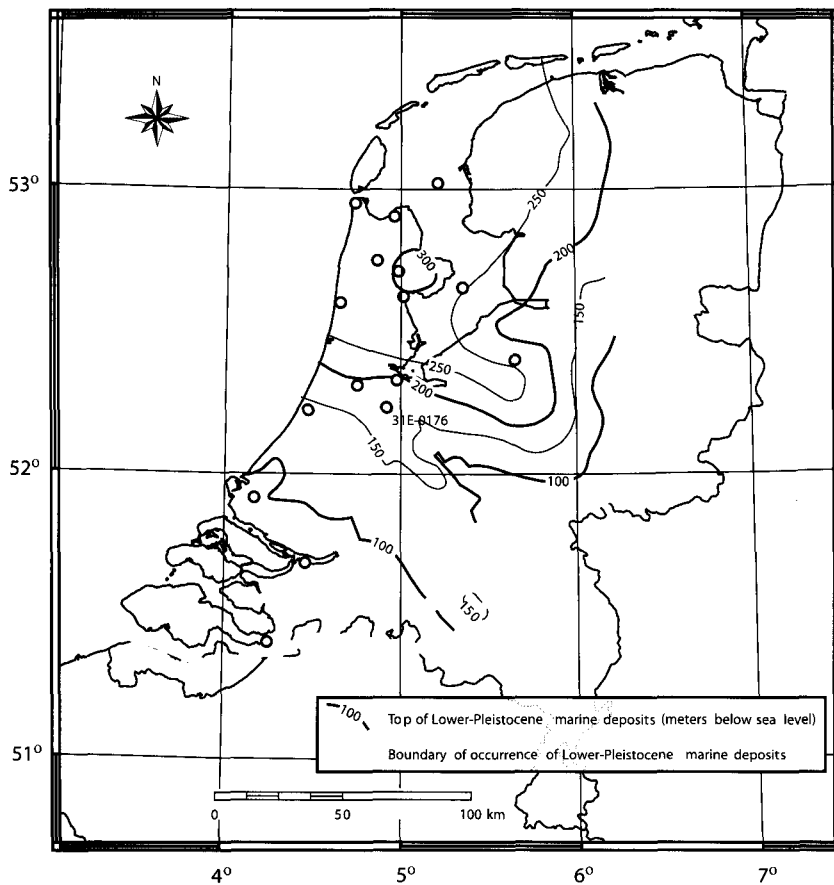 N
53°
250
200
300
150
250
200
31E-0176
150
52°
100
100
150
100 Top of Lower-Pleistocene marine deposits (meters below sea level)
Boundary of occurrence of Lower-Pleistocene marine deposits
51°
0 50 100 km
4° 5° 6° 7°